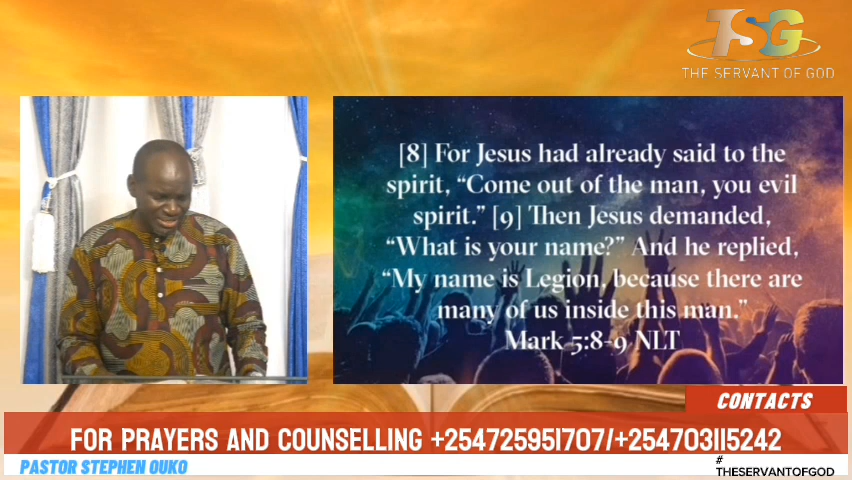 TSG
THE SERVANT OF GOD
[8] For Jesus had already said to the
spirit, “Come out of the man, you evil
spirit.” [9] Then Jesus demanded,
“What is your name?” And he replied,
“My name is Legion, because there are
many of us inside this man.”
Mark 5:8-9 NLT
CONTACTS
FOR PRAYERS AND COUNSELLING +254725951707/+254703115242
PASTOR STEPHEN OUKO
#
THESERVANTOFGOD